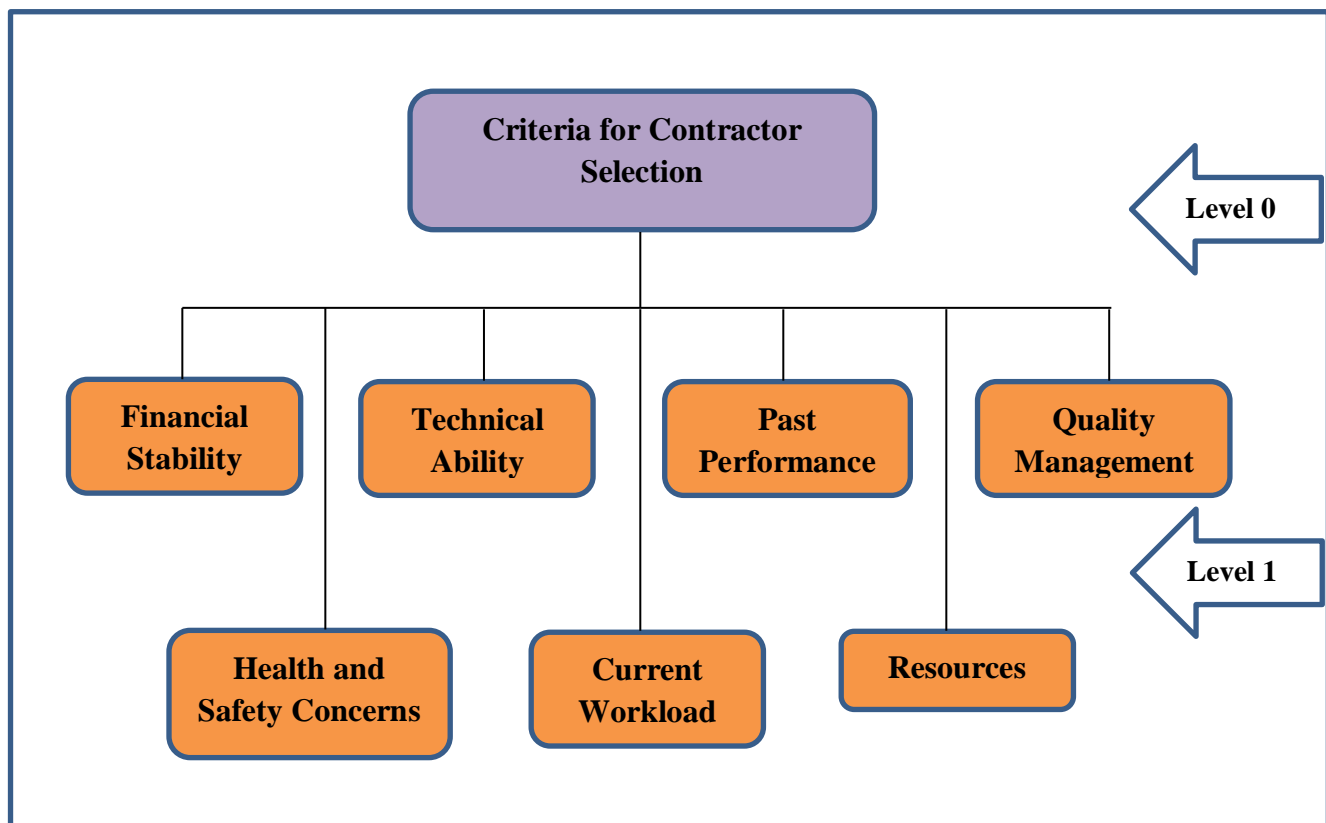 Criteria for Contractor
Selection
Level 0
Financial
Stability
Technical
Ability
Past
Performance
Quality
Management
Level 1
Health and
Safety Concerns
Current
Workload
Resources